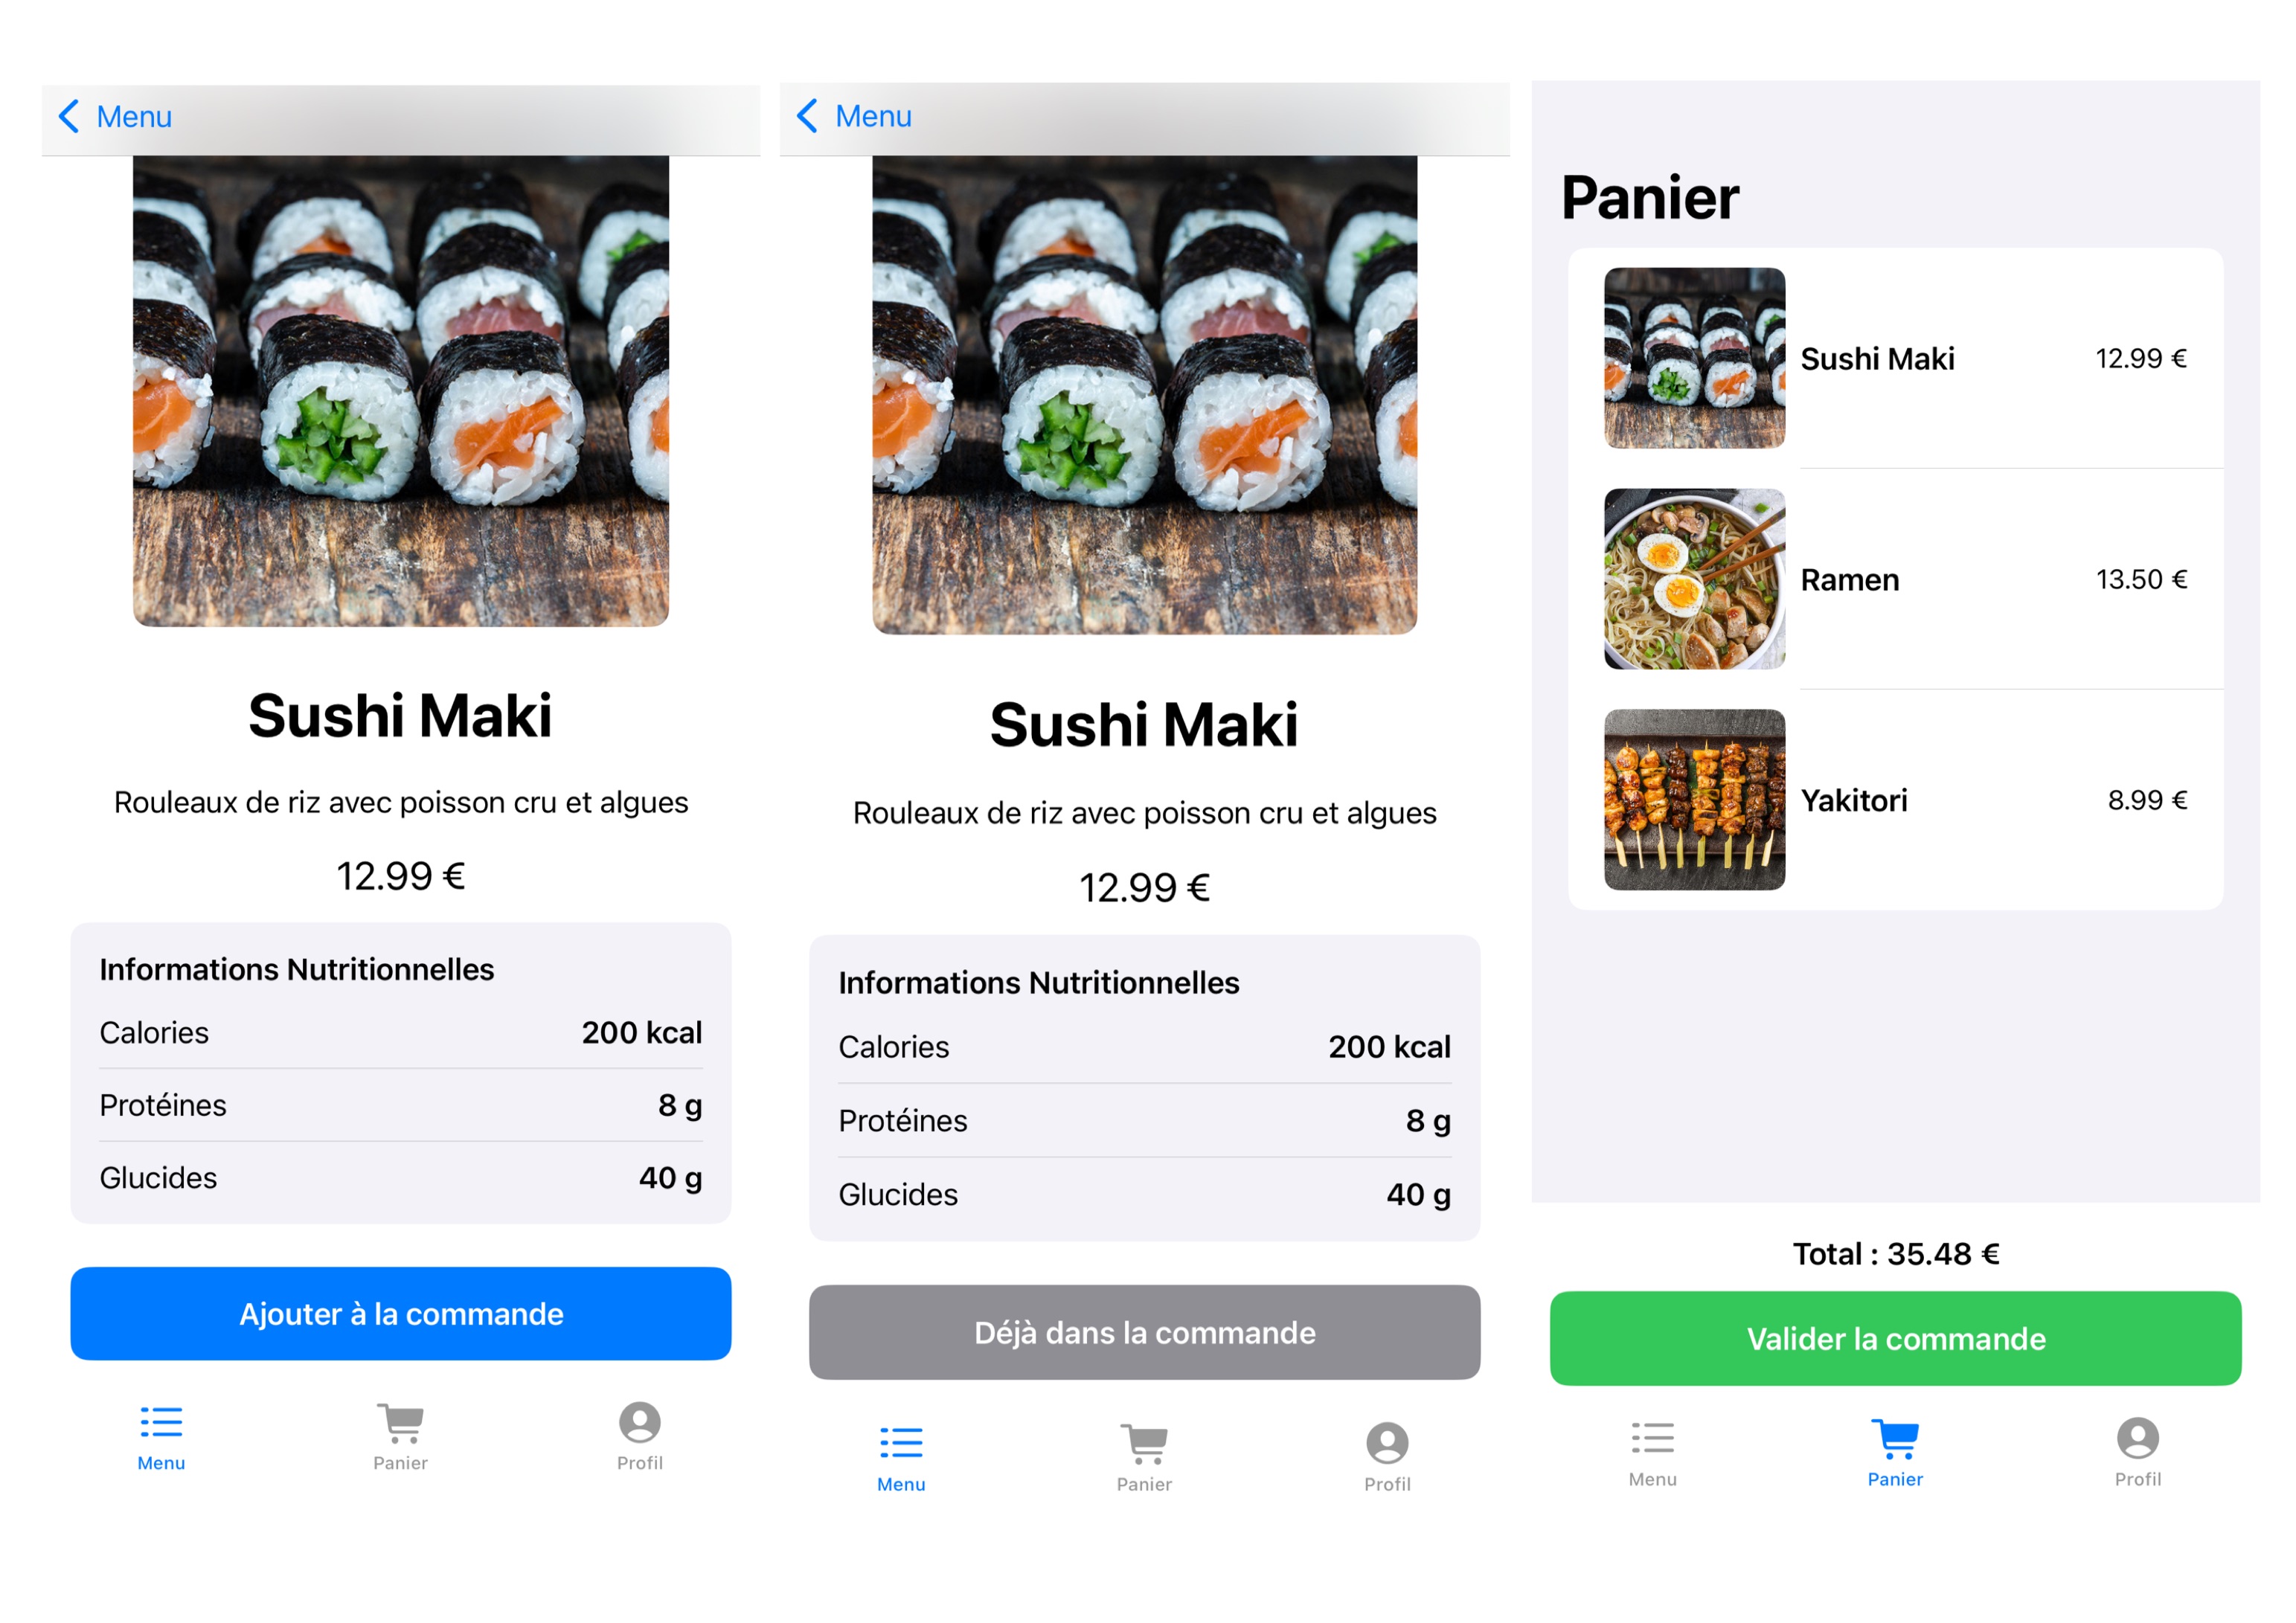 Menu
Sushi Maki
Rouleaux de riz avec poisson cru et algues
12.99 €
Informations Nutritionnelles
Calories 200 kcal
Protéines 8 g
Glucides 40 g
Ajouter à la commande
Menu Panier Profil
Menu
Sushi Maki
Rouleaux de riz avec poisson cru et algues
12.99 €
Informations Nutritionnelles
Calories 200 kcal
Protéines 8 g
Glucides 40 g
Déjà dans la commande
Menu Panier Profil
Panier
Sushi Maki 12.99 €
Ramen 13.50 €
Yakitori 8.99 €
Total : 35.48 €
Valider la commande
Menu Panier Profil